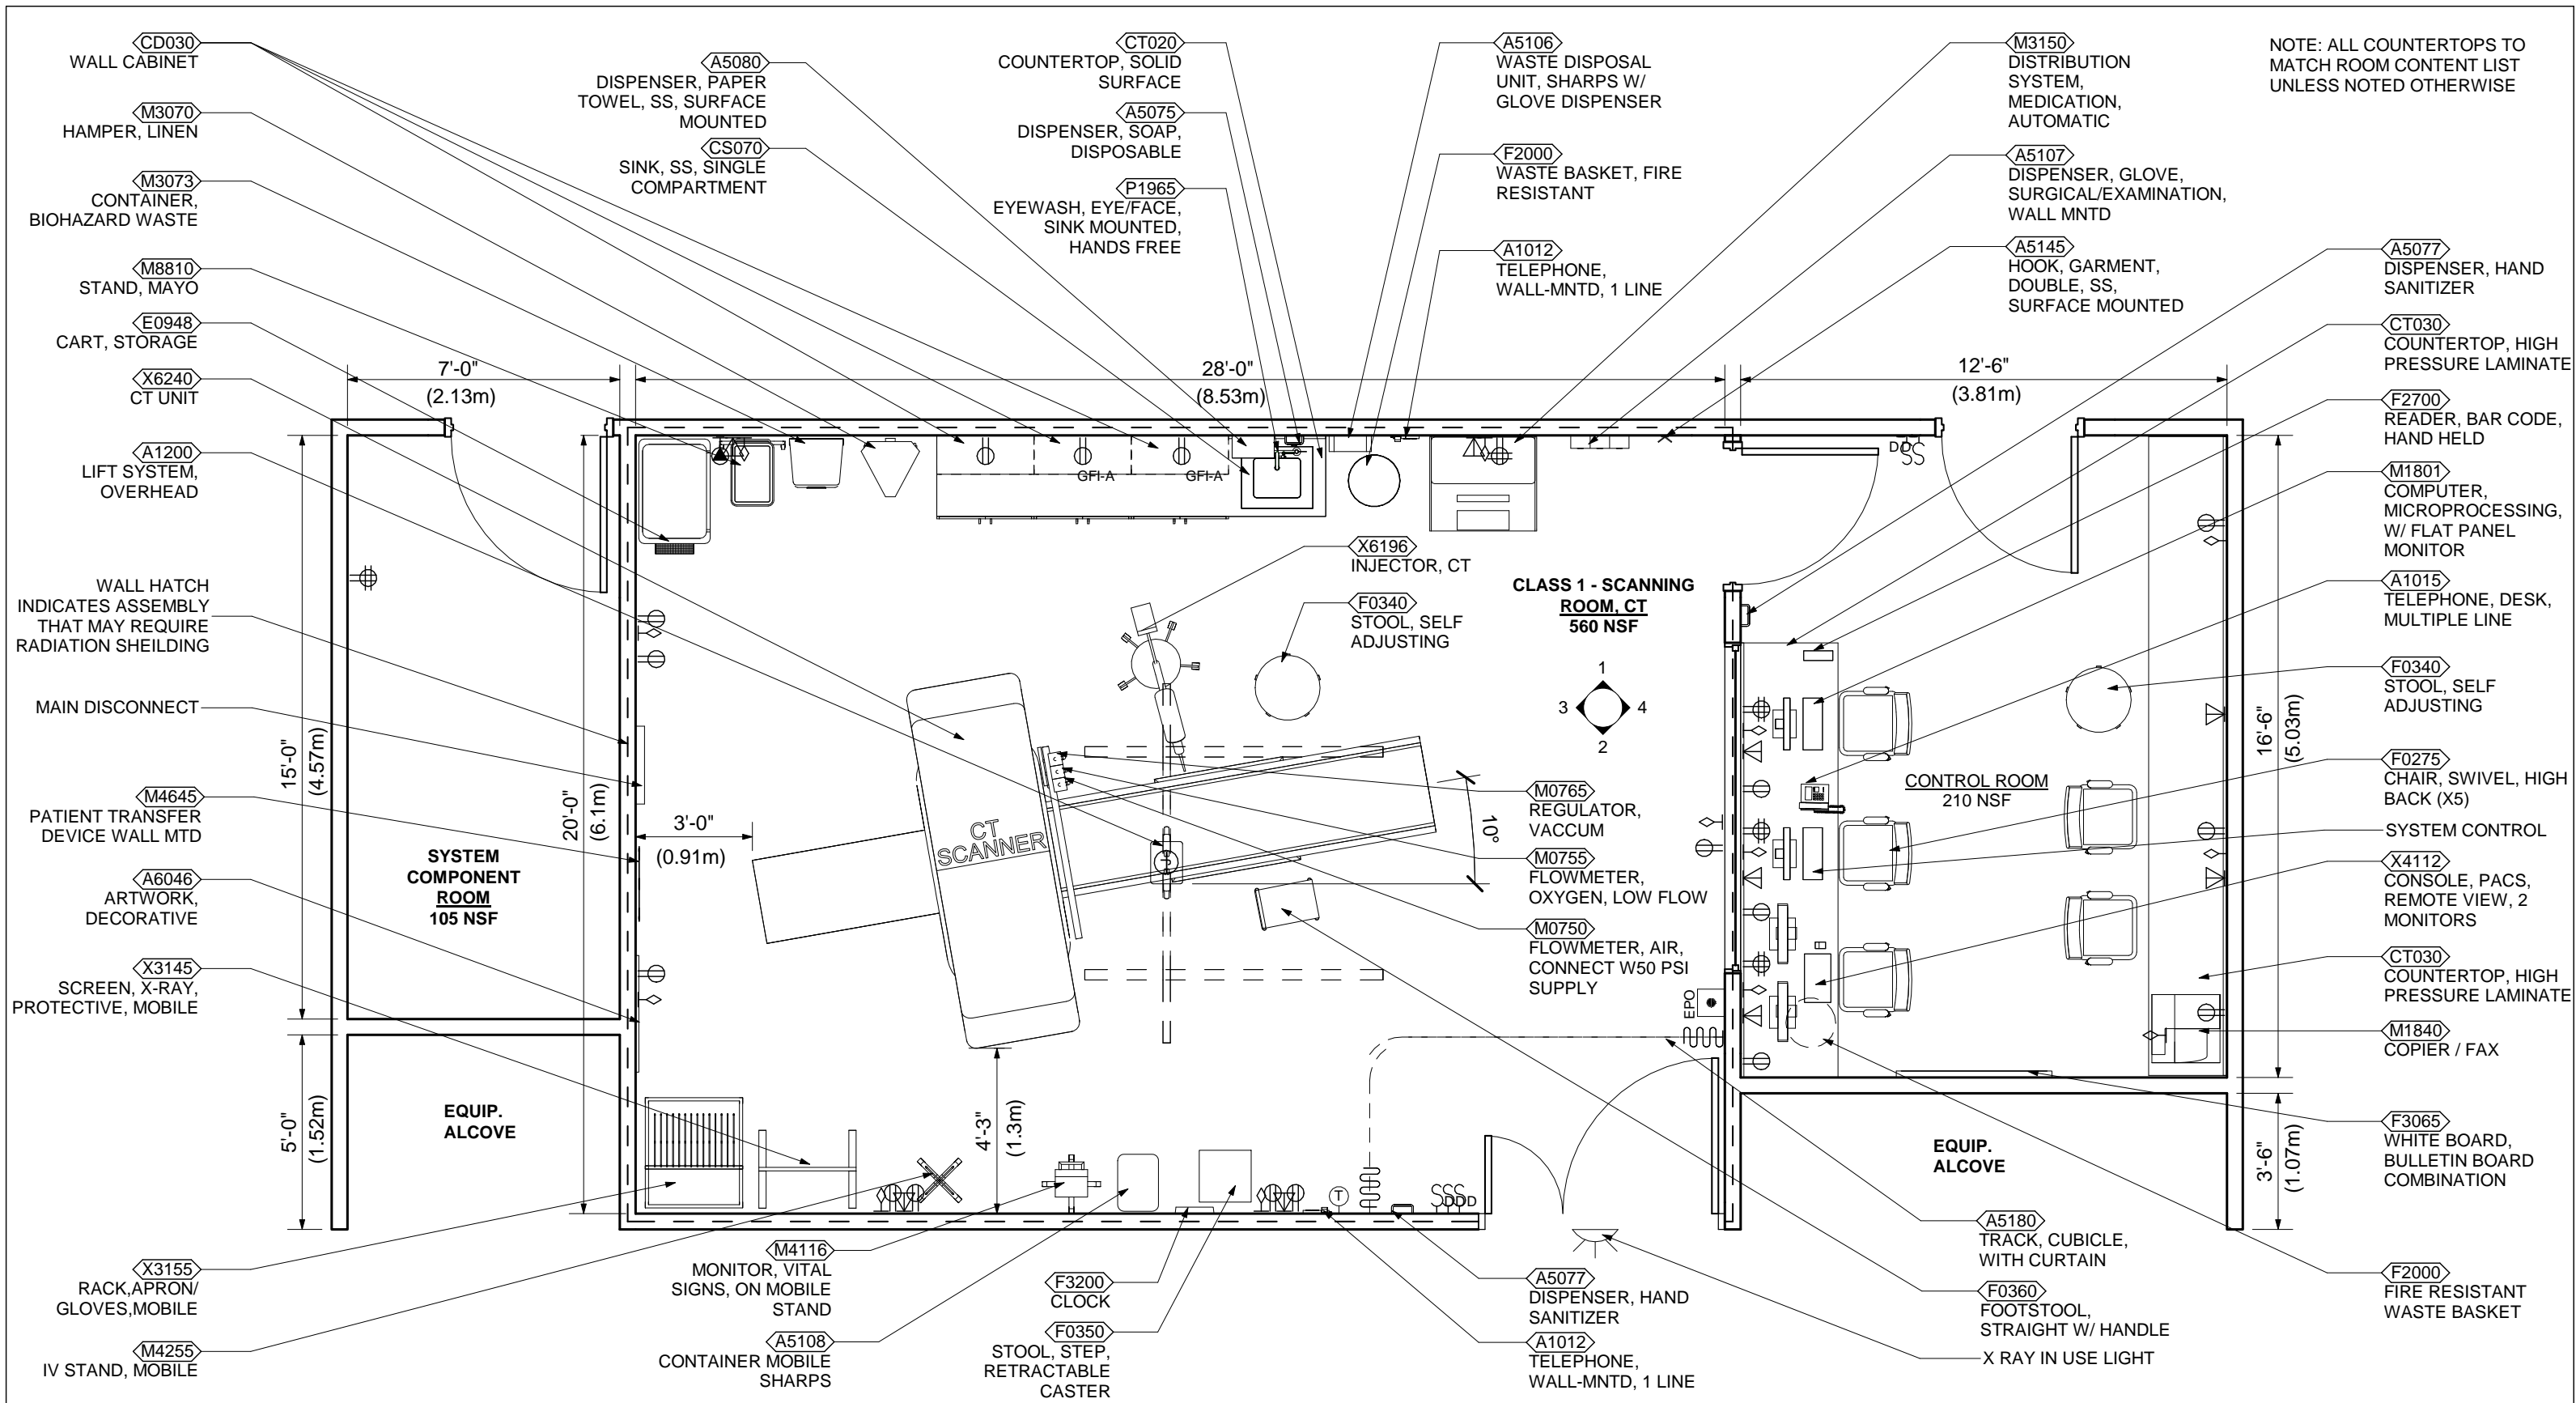 CD030
WALL CABINET
M3070
HAMPER, LINEN
M3073
CONTAINER,
BIOHAZARD WASTE
M8810
STAND, MAYO
E0948
CART, STORAGE
X6240
CT UNIT
A1200
LIFT SYSTEM,
OVERHEAD
WALL HATCH
INDICATES ASSEMBLY
THAT MAY REQUIRE
RADIATION SHEILDING
MAIN DISCONNECT
M4645
PATIENT TRANSFER
DEVICE WALL MTD
A6046
ARTWORK,
DECORATIVE
X3145
SCREEN, X-RAY,
PROTECTIVE, MOBILE
X3155
RACK,APRON/
GLOVES,MOBILE
M4255
IV STAND, MOBILE
A5080
DISPENSER, PAPER
TOWEL, SS, SURFACE
MOUNTED
CS070
SINK, SS, SINGLE
COMPARTMENT
CT020
COUNTERTOP, SOLID
SURFACE
A5075
DISPENSER, SOAP,
DISPOSABLE
P1965
EYEWASH, EYE/FACE,
SINK MOUNTED,
HANDS FREE
A5106
WASTE DISPOSAL
UNIT, SHARPS W/
GLOVE DISPENSER
F2000
WASTE BASKET, FIRE
RESISTANT
A1012
TELEPHONE,
WALL-MNTD, 1 LINE
M3150
DISTRIBUTION
SYSTEM,
MEDICATION,
AUTOMATIC
A5107
DISPENSER, GLOVE,
SURGICAL/EXAMINATION,
WALL MNTD
A5145
HOOK, GARMENT,
DOUBLE, SS,
SURFACE MOUNTED
NOTE: ALL COUNTERTOPS TO
MATCH ROOM CONTENT LIST
UNLESS NOTED OTHERWISE
A5077
DISPENSER, HAND
SANITIZER
CT030
COUNTERTOP, HIGH
PRESSURE LAMINATE
F2700
READER, BAR CODE,
HAND HELD
M1801
COMPUTER,
MICROPROCESSING,
W/ FLAT PANEL
MONITOR
A1015
TELEPHONE, DESK,
MULTIPLE LINE
F0340
STOOL, SELF
ADJUSTING
F0275
CHAIR, SWIVEL, HIGH
BACK (X5)
SYSTEM CONTROL
X4112
CONSOLE, PACS,
REMOTE VIEW, 2
MONITORS
CT030
COUNTERTOP, HIGH
PRESSURE LAMINATE
M1840
COPIER / FAX
F3065
WHITE BOARD,
BULLETIN BOARD
COMBINATION
F2000
FIRE RESISTANT
WASTE BASKET
7'-0"
(2.13m)
28'-0"
(8.53m)
12'-6"
(3.81m)
15'-0"
(4.57m)
20'-0"
(6.1m)
5'-0"
(1.52m)
3'-0"
(0.91m)
4'-3"
(1.3m)
16'-6"
(5.03m)
3'-6"
(1.07m)
10°
GFI-A
GFI-A
DD
SS
X6196
INJECTOR, CT
F0340
STOOL, SELF
ADJUSTING
CLASS 1 - SCANNING
ROOM, CT
560 NSF
1
3
4
2
CT
SCANNER
C
C
C
M0765
REGULATOR,
VACCUM
M0755
FLOWMETER,
OXYGEN, LOW FLOW
M0750
FLOWMETER, AIR,
CONNECT W50 PSI
SUPPLY
CONTROL ROOM
210 NSF
SYSTEM
COMPONENT
ROOM
105 NSF
EQUIP.
ALCOVE
EPO
EQUIP.
ALCOVE
T
SSS
DDD
M4116
MONITOR, VITAL
SIGNS, ON MOBILE
STAND
A5108
CONTAINER MOBILE
SHARPS
F3200
CLOCK
F0350
STOOL, STEP,
RETRACTABLE
CASTER
A5077
DISPENSER, HAND
SANITIZER
A1012
TELEPHONE,
WALL-MNTD, 1 LINE
A5180
TRACK, CUBICLE,
WITH CURTAIN
F0360
FOOTSTOOL,
STRAIGHT W/ HANDLE
X RAY IN USE LIGHT